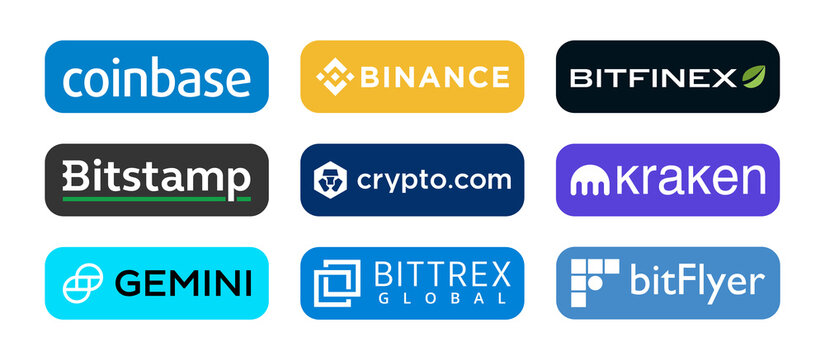 coinbase
BINANCE
BITFINEX
Bitstamp
crypto.com
kraken
GEMINI
BITTREX
GLOBAL
bitFlyer